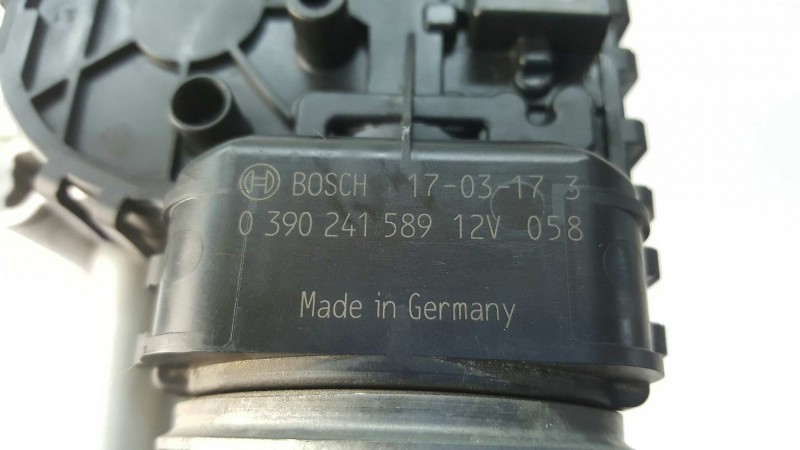 BOSCH 17-03-17 3
0 390 241 589 12V 058
Made in Germany